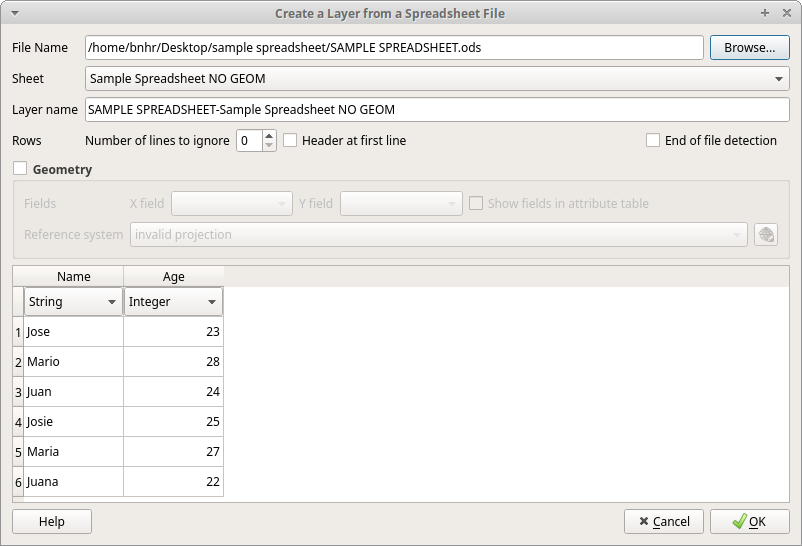 Create a Layer from a Spreadsheet File
File Name /home/bnhr/Desktop/sample spreadsheet/SAMPLE SPREADSHEET.ods Browse...
Sheet Sample Spreadsheet NO GEOM
Layer name SAMPLE SPREADSHEET-Sample Spreadsheet NO GEOM
Rows Number of lines to ignore 0 Header at first line End of file detection
Geometry
Fields X field Y field Show fields in attribute table
Reference system invalid projection
Name Age
String Integer
1 Jose 23
2 Mario 28
3 Juan 24
4 Josie 25
5 Maria 27
6 Juana 22
Help Cancel OK